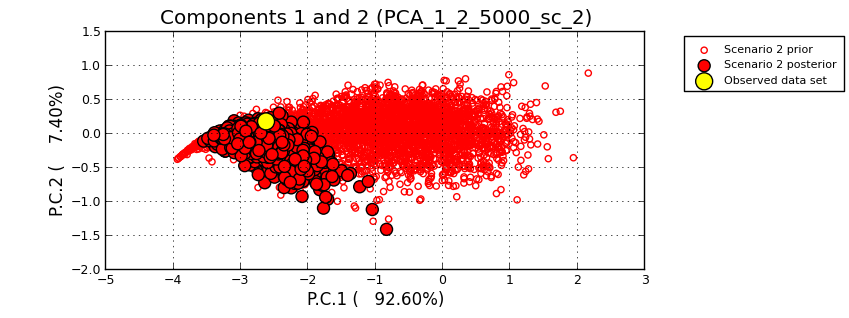 Components 1 and 2 (PCA_1_2_5000_sc_2)
1.5
1.0
0.5
0.0
−0.5
−1.0
−1.5
−2.0
P.C.2 (   7.40%)
−5 −4 −3 −2 −1 0 1 2 3
P.C.1 (   92.60%)
Scenario 2 prior
Scenario 2 posterior
Observed data set